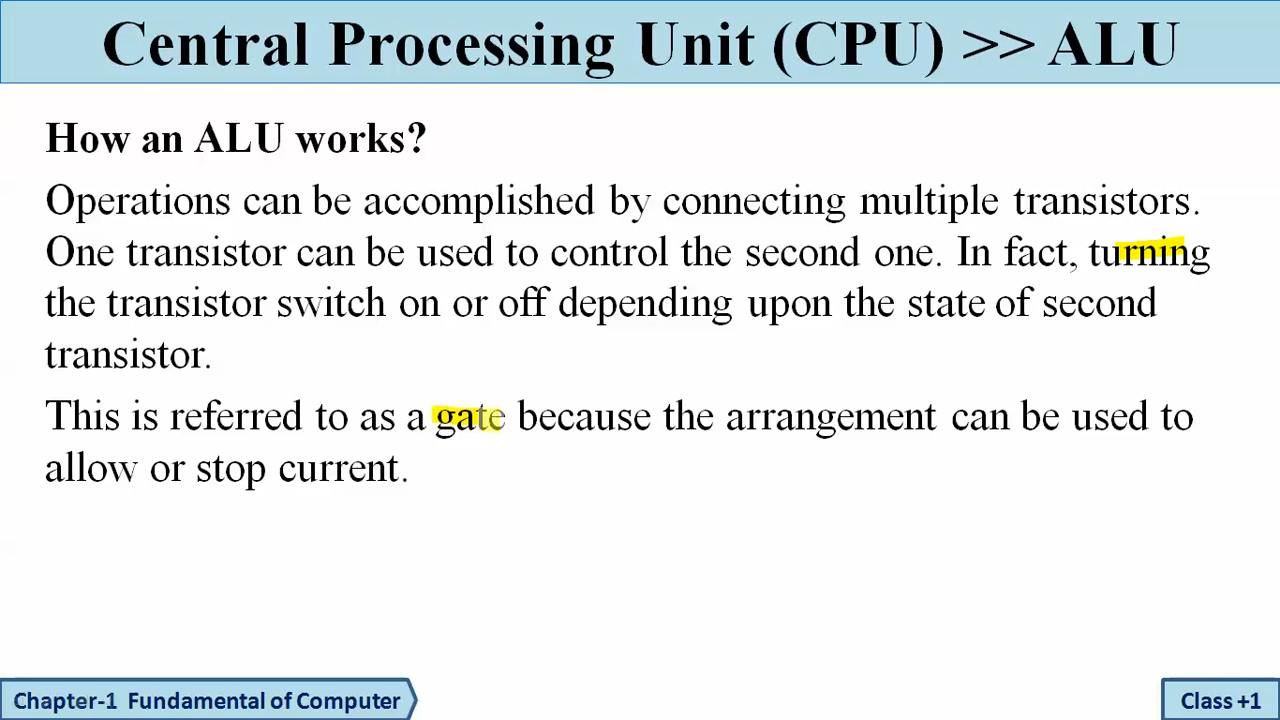 Central Processing Unit (CPU) >> ALU
How an ALU works?
Operations can be accomplished by connecting multiple transistors.
One transistor can be used to control the second one. In fact, turning
the transistor switch on or off depending upon the state of second
transistor.
This is referred to as a gate because the arrangement can be used to
allow or stop current.
Chapter-1 Fundamental of Computer
Class +1